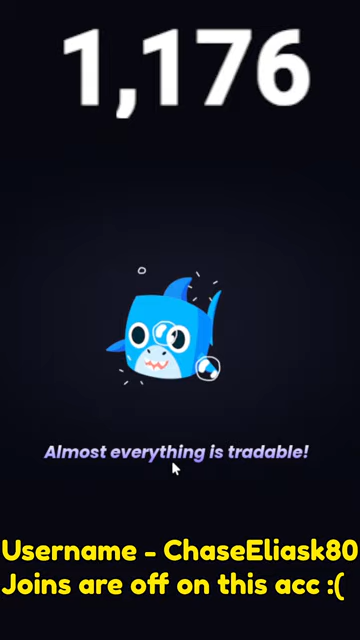 1,176
Almost everything is tradable!
Username - ChaseEliask80
Joins are off on this acc :(